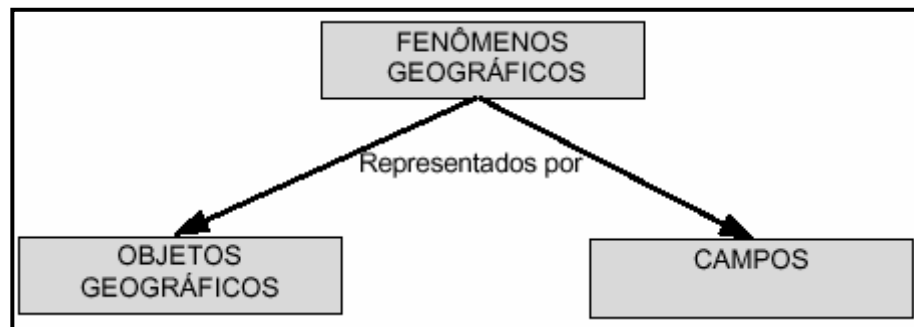 FENÔMENOS
GEOGRÁFICOS
Representados por
OBJETOS
GEOGRÁFICOS
CAMPOS